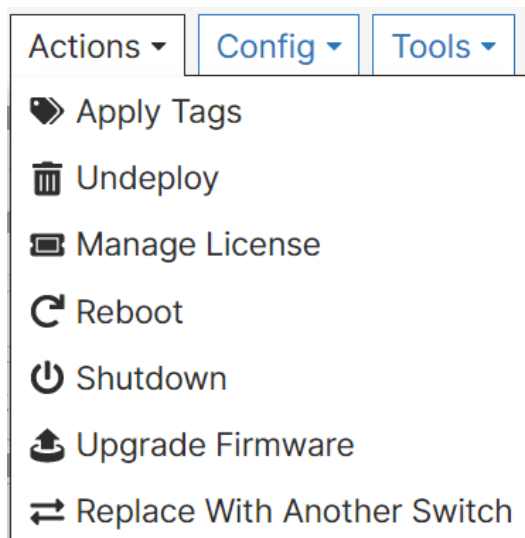 Actions Config Tools
Apply Tags
Undeploy
Manage License
Reboot
Shutdown
Upgrade Firmware
Replace With Another Switch